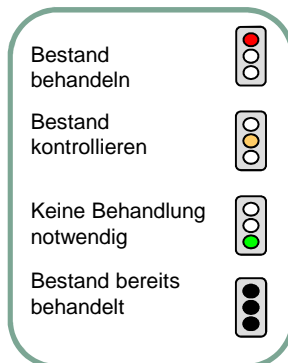 Bestand
behandeln
Bestand
kontrollieren
Keine Behandlung
notwendig
Bestand bereits
behandelt